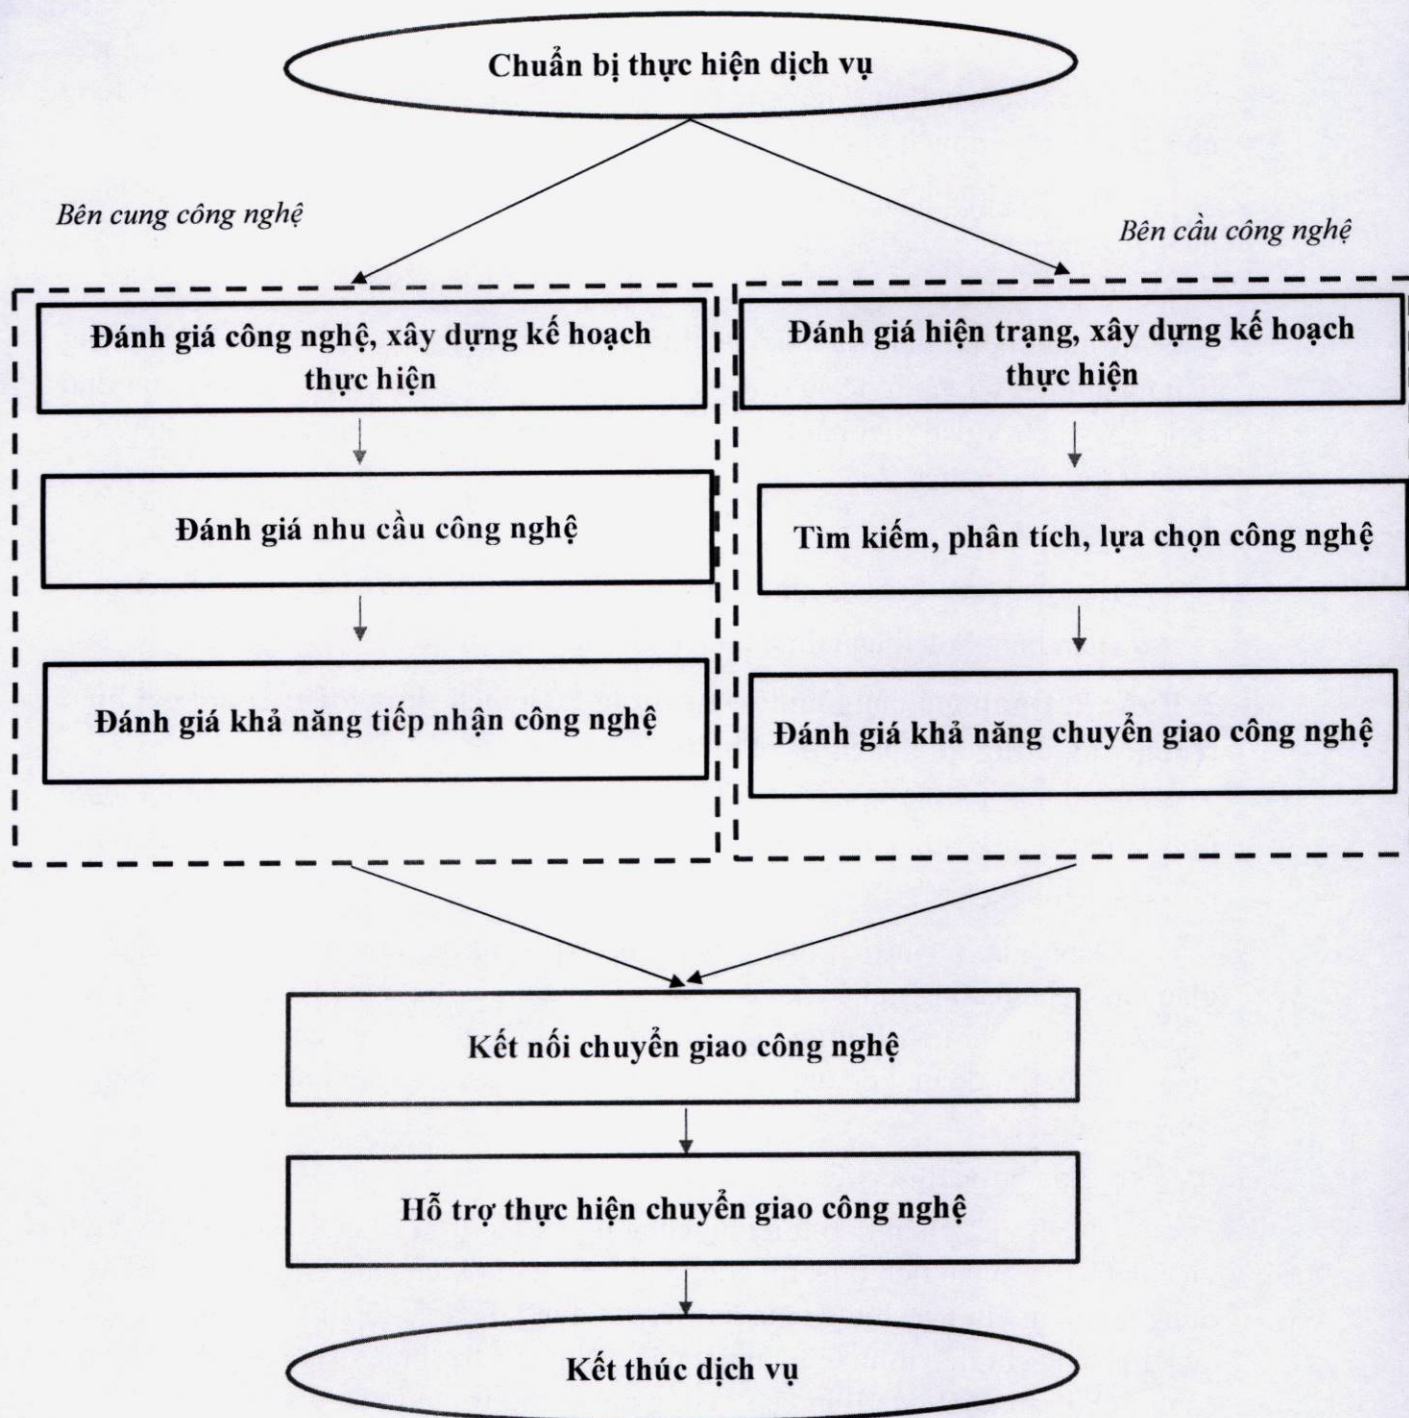 Chuẩn bị thực hiện dịch vụ
Bên cung công nghệ
Bên cầu công nghệ
Đánh giá công nghệ, xây dựng kế hoạch
thực hiện
Đánh giá nhu cầu công nghệ
Đánh giá khả năng tiếp nhận công nghệ
Đánh giá hiện trạng, xây dựng kế hoạch
thực hiện
Tìm kiếm, phân tích, lựa chọn công nghệ
Đánh giá khả năng chuyển giao công nghệ
Kết nối chuyển giao công nghệ
Hỗ trợ thực hiện chuyển giao công nghệ
Kết thúc dịch vụ